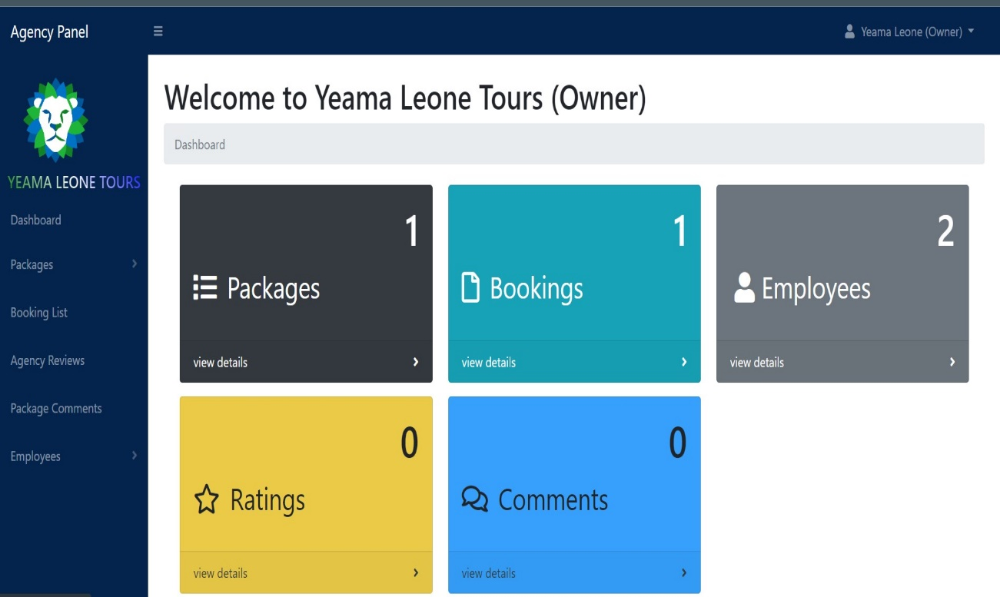 Agency Panel
Yeama Leone (Owner)
YEAMA LEONE TOURS
Dashboard
Packages
Booking List
Agency Reviews
Package Comments
Employees
Welcome to Yeama Leone Tours (Owner)
Dashboard
1
Packages
view details
1
Bookings
view details
2
Employees
view details
0
Ratings
view details
0
Comments
view details